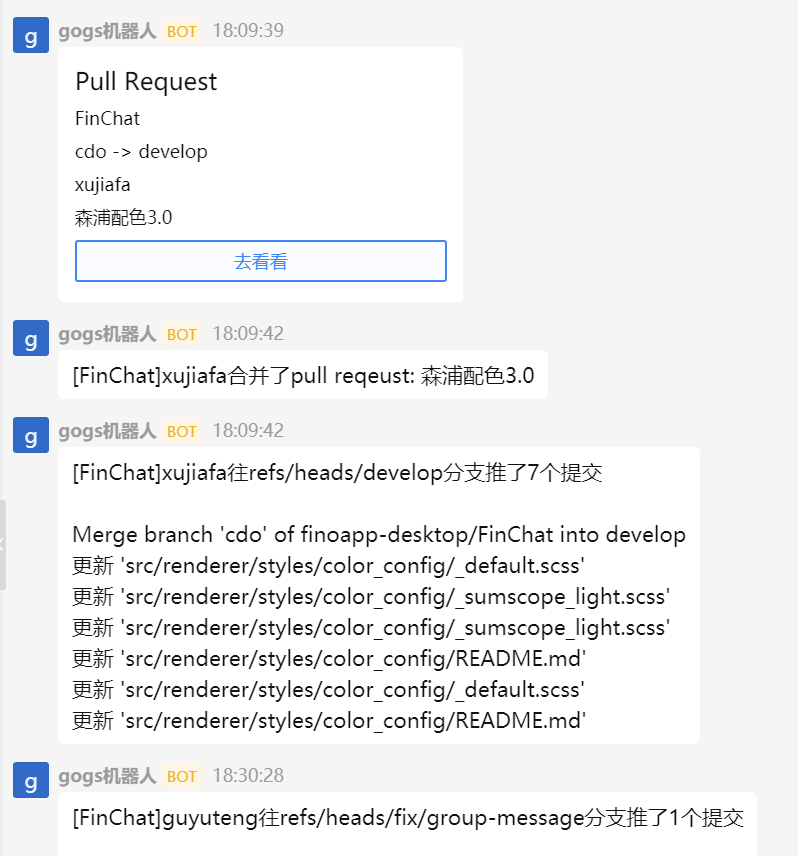 g
gogs机器人 BOT 18:09:39
Pull Request
FinChat
cdo -> develop
xujiafa
森浦配色3.0
去看看
g
gogs机器人 BOT 18:09:42
[FinChat]xujiafa合并了pull reqeust: 森浦配色3.0
g
gogs机器人 BOT 18:09:42
[FinChat]xujiafa往refs/heads/develop分支推了7个提交
Merge branch 'cdo' of finoapp-desktop/FinChat into develop
更新 'src/renderer/styles/color_config/_default.scss'
更新 'src/renderer/styles/color_config/_sumscope_light.scss'
更新 'src/renderer/styles/color_config/_sumscope_light.scss'
更新 'src/renderer/styles/color_config/README.md'
更新 'src/renderer/styles/color_config/_default.scss'
更新 'src/renderer/styles/color_config/README.md'
g
gogs机器人 BOT 18:30:28
[FinChat]guyuteng往refs/heads/fix/group-message分支推了1个提交